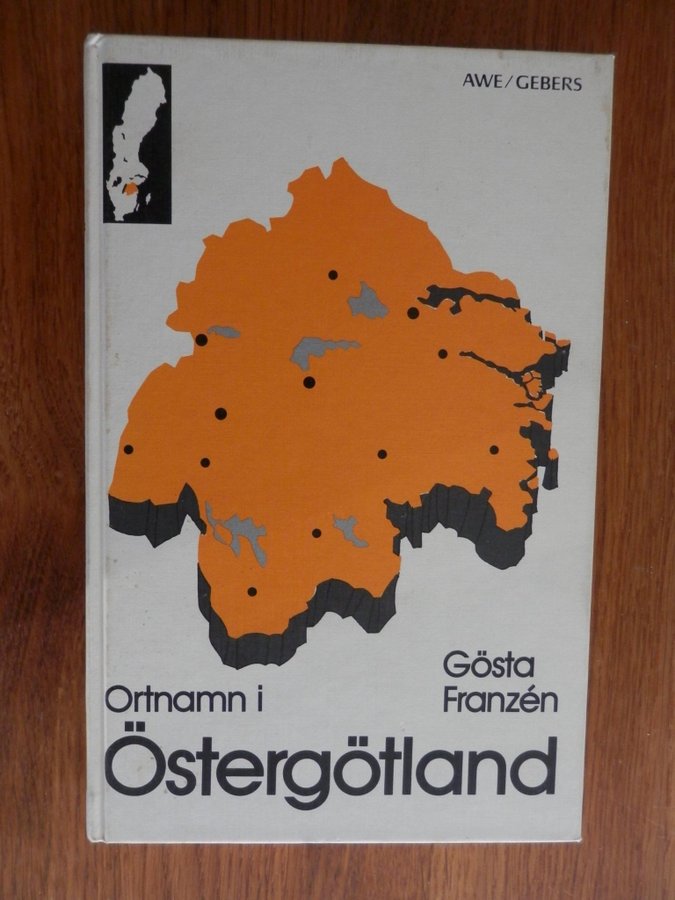 AWE/GEBERS
Ortnamn i
Gösta
Franzén
Östergötland